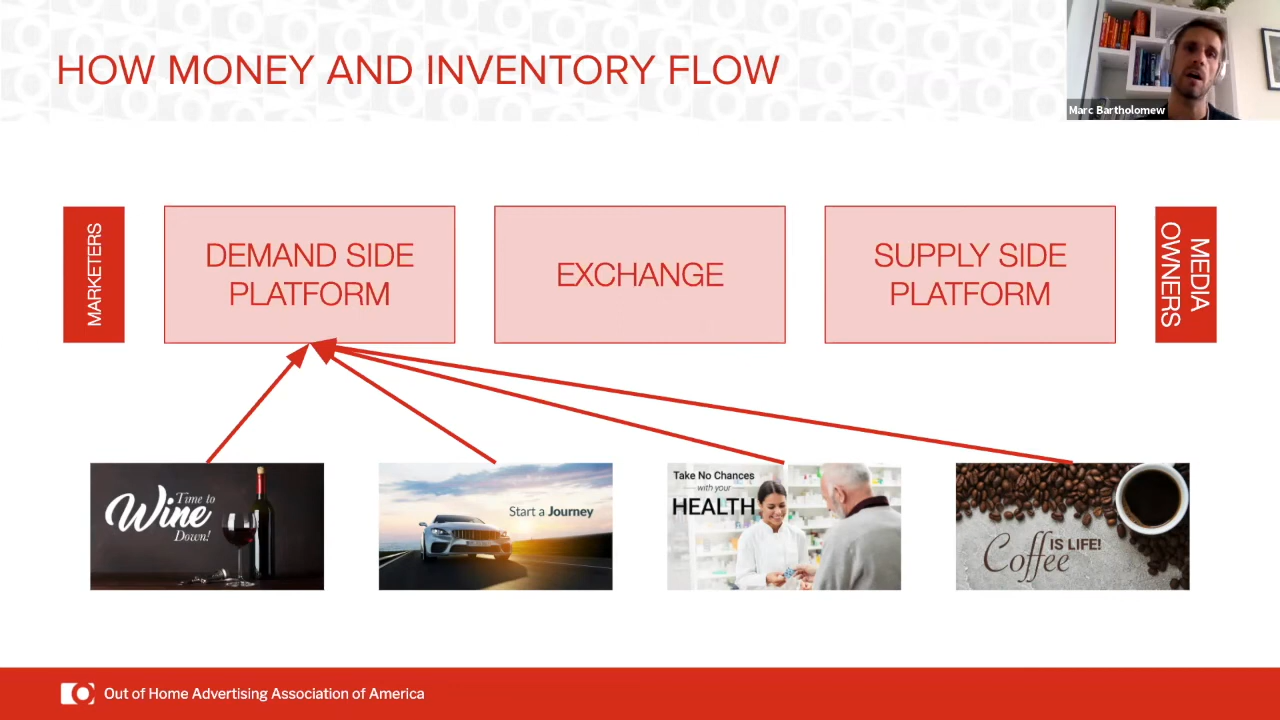 HOW MONEY AND INVENTORY FLOW
Marc Bartholomew
MARKETERS
DEMAND SIDE
PLATFORM
EXCHANGE
SUPPLY SIDE
PLATFORM
MEDIA
OWNERS
Time to
Wine
Down!
Start a Journey
Take No Chances
with your
HEALTH
Coffee
IS LIFE!
Out of Home Advertising Association of America